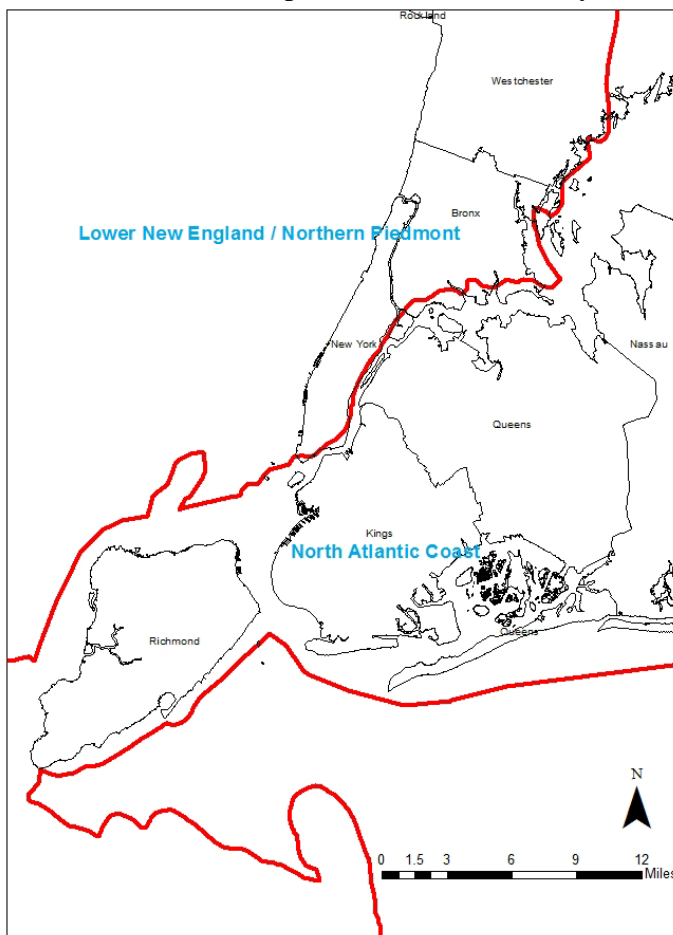 Rockland
Westchester
Bronx
Lower New England / Northern Piedmont
New York
Nassau
Queens
Kings
North Atlantic Coast
Queens
Richmond
N
0 1.5 3 6 9 12
Miles